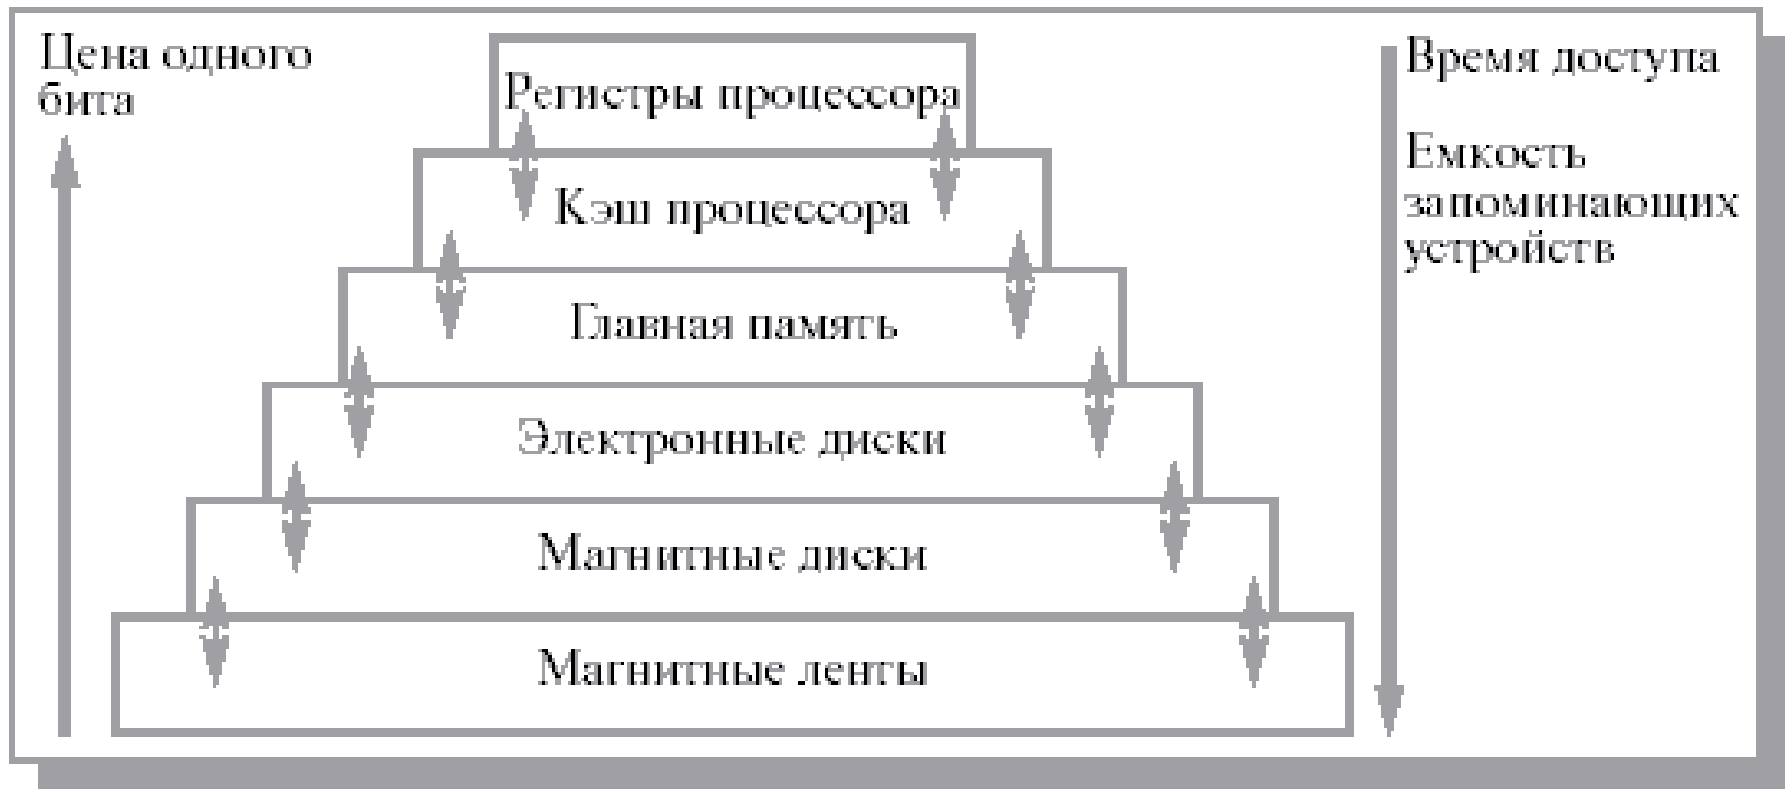 Цена одного
бита
Регистры процессора
Кэш процессора
Главная память
Электронные диски
Магнитные диски
Магнитные ленты
Время доступа
Емкость
запоминающих
устройств